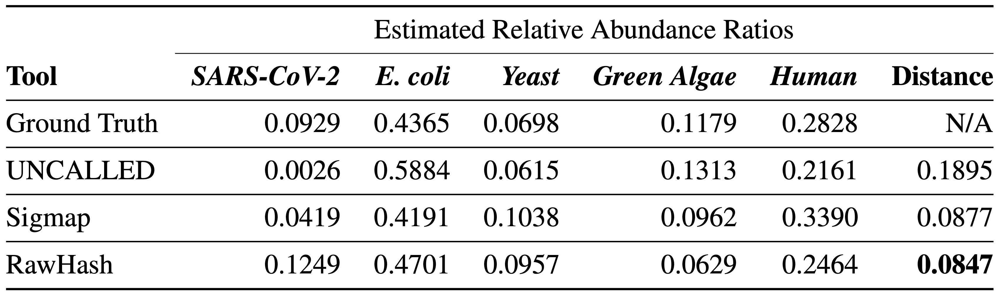 Estimated Relative Abundance Ratios
Tool SARS-CoV-2 E. coli Yeast Green Algae Human Distance
Ground Truth 0.0929 0.4365 0.0698 0.1179 0.2828 N/A
UNCALLED 0.0026 0.5884 0.0615 0.1313 0.2161 0.1895
Sigmap 0.0419 0.4191 0.1038 0.0962 0.3390 0.0877
RawHash 0.1249 0.4701 0.0957 0.0629 0.2464 0.0847